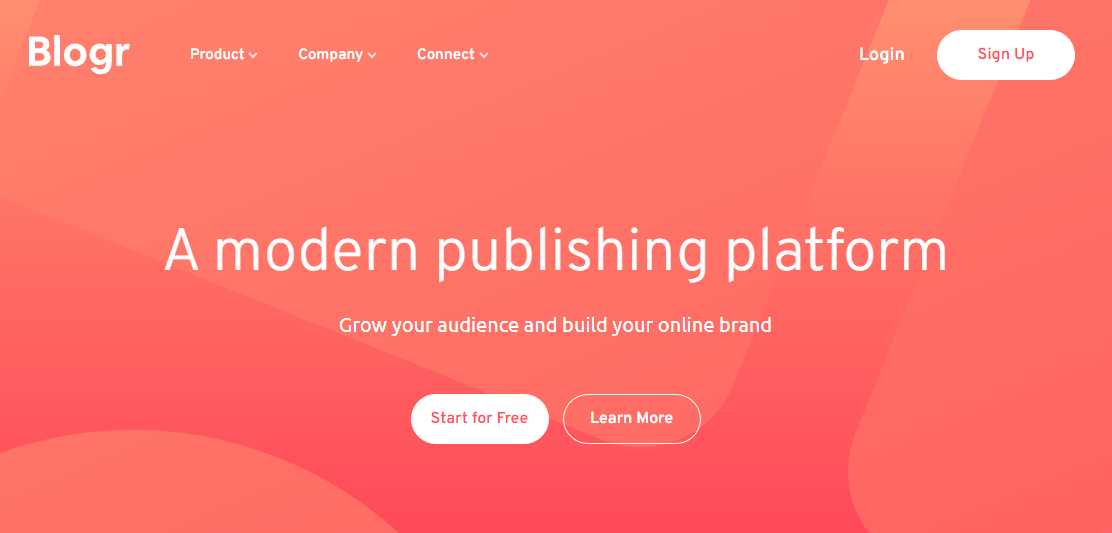 Blogr Product Company Connect Login Sign Up
A modern publishing platform
Grow your audience and build your online brand
Start for Free Learn More